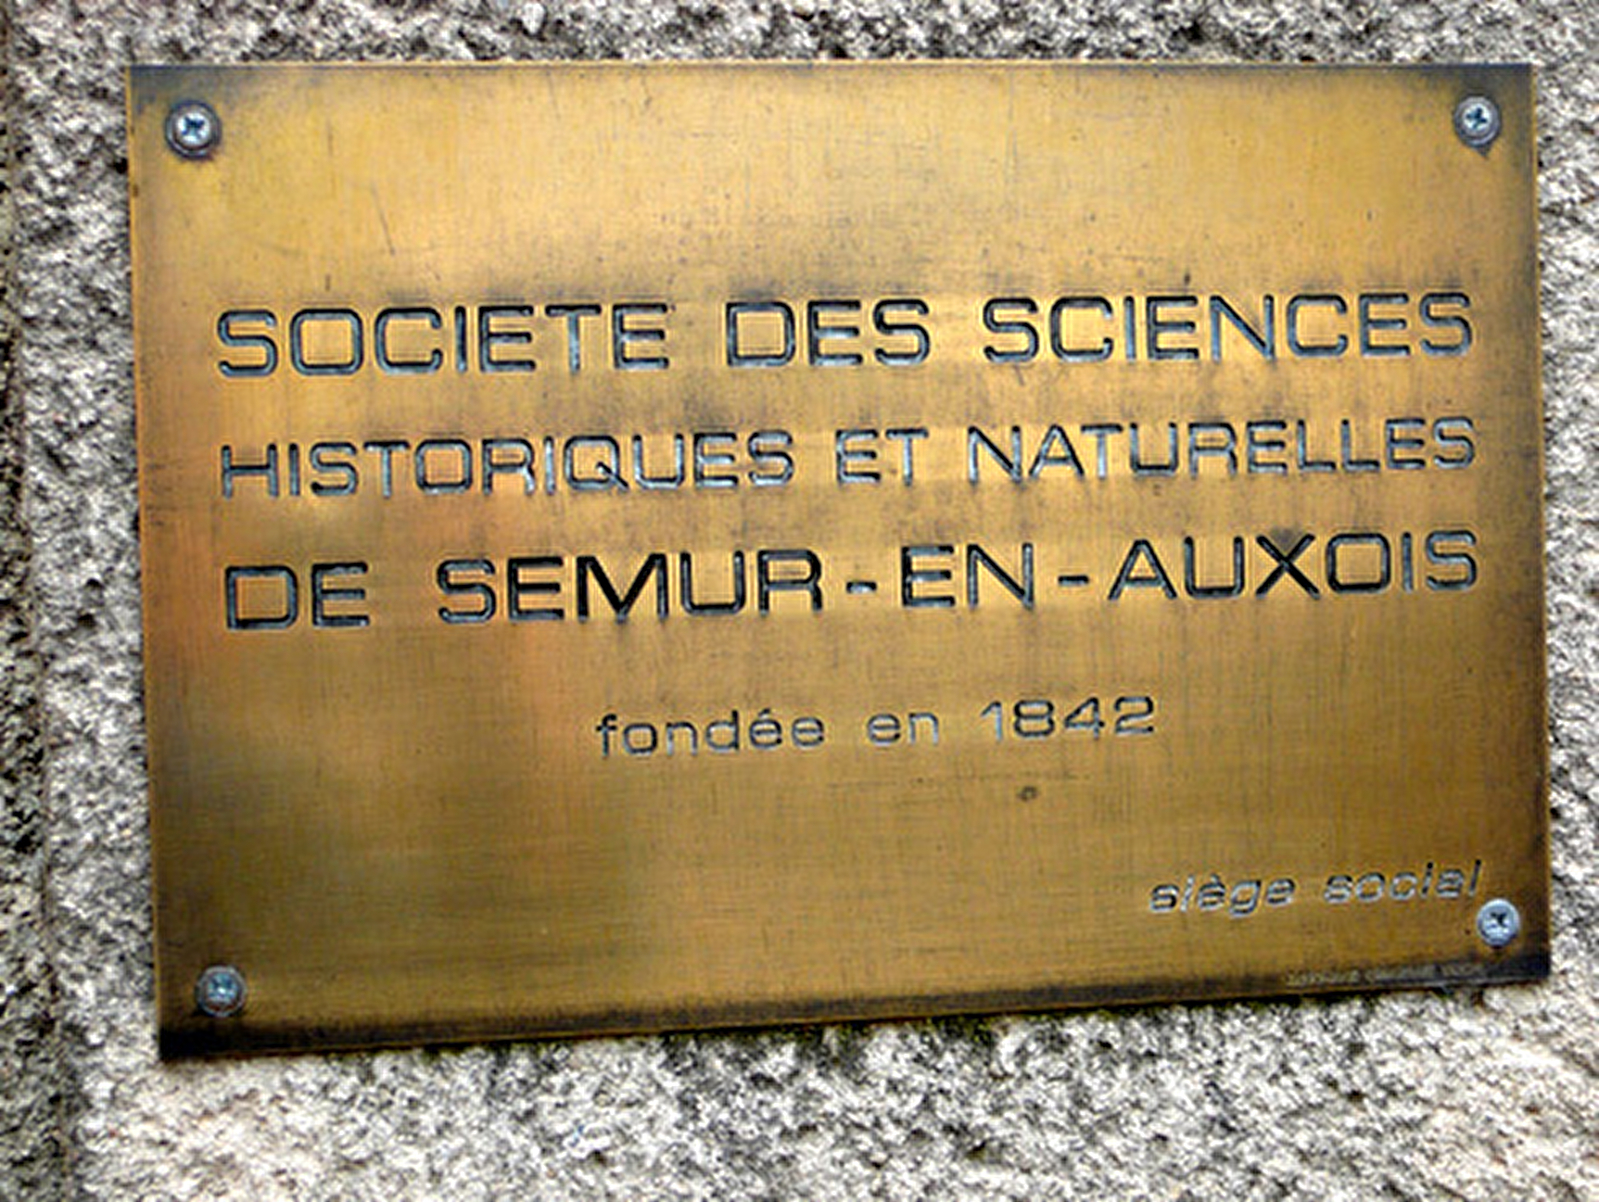 SOCIETE DES SCIENCES
HISTORIQUES ET NATURELLES
DE SEMUR-EN-AUXOIS
fondée en 1842
siège social